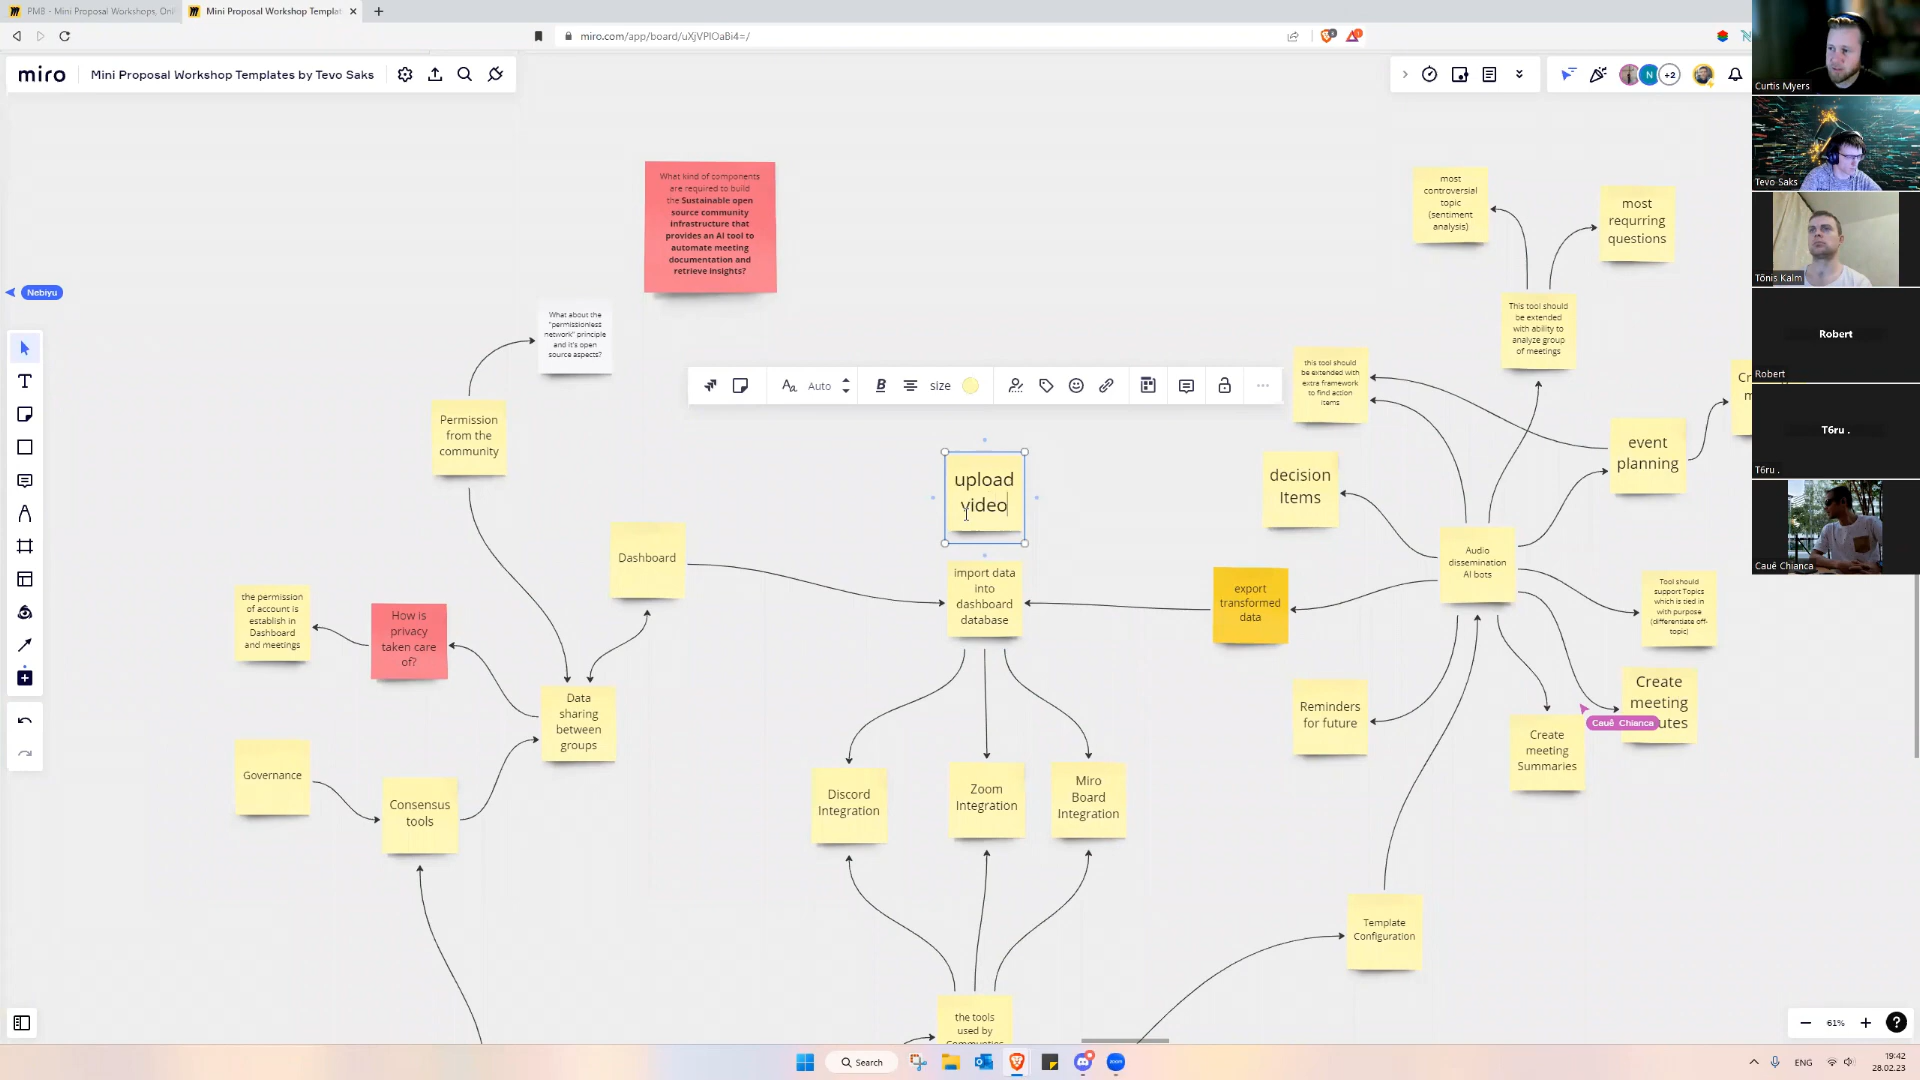 PMB - Mini Proposal Workshops, Onl
Mini Proposal Workshop Templat
miro.com/app/board/uXjVPlOaBi4=/
miro
Mini Proposal Workshop Templates by Tevo Saks
N
+2
Curtis Myers
Tevo Saks
Tõnis Kalm
Robert
Robert
T6ru .
T6ru .
Cauê Chianca
Nebiyu
What kind of components
are required to build
the Sustainable open
source community
infrastructure that
provides an AI tool to
automate meeting
documentation and
retrieve insights?
most
controversial
topic
(sentiment
analysis)
most
requrring
questions
What about the
"permissionless
network" principle
and it's open
source aspects?
This tool should
be extended
with ability to
analyze group
of meetings
this tool should
be extended with
extra framework
to find action
items
Aa Auto
B
size
Permission
from the
community
event
planning
upload
video
decision
Items
Dashboard
Audio
dissemination
AI bots
import data
into
dashboard
database
export
transformed
data
the permission
of account is
establish in
Dashboard
and meetings
How is
privacy
taken care
of?
Tool should
support Topics
which is tied in
with purpose
(differentiate off-
topic)
Data
sharing
between
groups
Reminders
for future
Create
meeting
utes
Cauê Chianca
Create
meeting
Summaries
Governance
Consensus
tools
Discord
Integration
Zoom
Integration
Miro
Board
Integration
Template
Configuration
the tools
used by
61%
Search
ENG
19:42
28.02.23